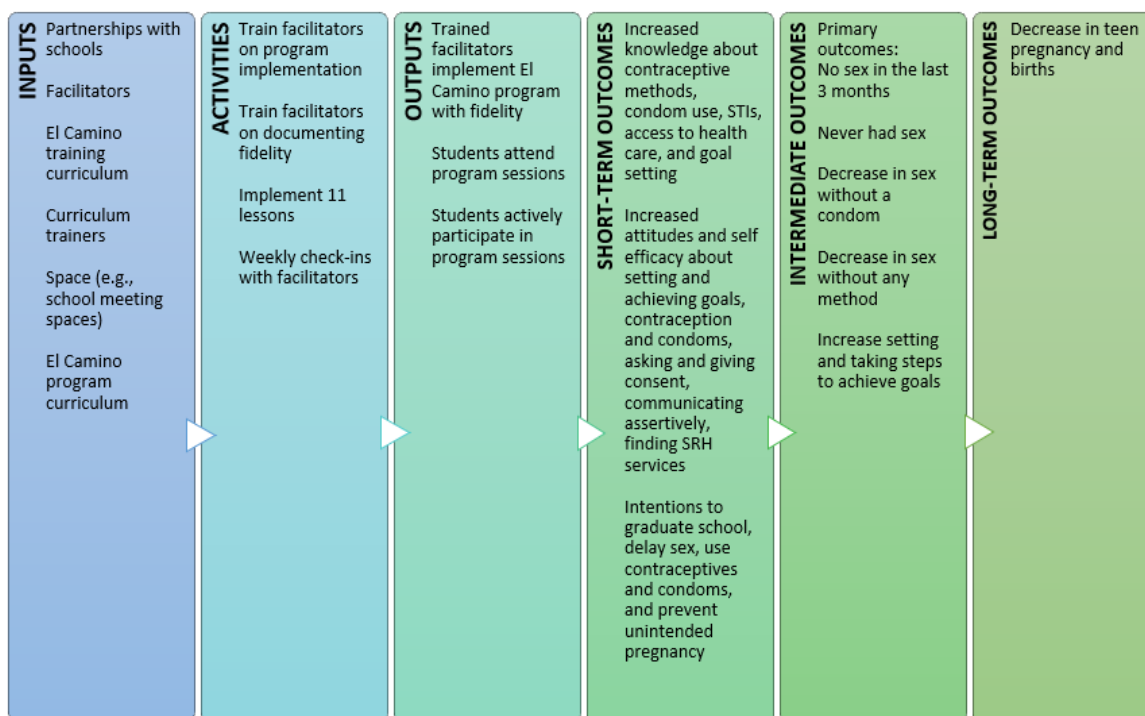 INPUTS
Partnerships with
schools
Facilitators
El Camino
training
curriculum
Curriculum
trainers
Space (e.g.,
school meeting
spaces)
El Camino
program
curriculum
ACTIVITIES
Train facilitators
on program
implementation
Train facilitators
on documenting
fidelity
Implement 11
lessons
Weekly check-ins
with facilitators
OUTPUTS
Trained
facilitators
implement El
Camino program
with fidelity
Students attend
program sessions
Students actively
participate in
program sessions
SHORT-TERM OUTCOMES
Increased
knowledge about
contraceptive
methods,
condom use, STIs,
access to health
care, and goal
setting
Increased
attitudes and self
efficacy about
setting and
achieving goals,
contraception
and condoms,
asking and giving
consent,
communicating
assertively,
finding SRH
services
Intentions to
graduate school,
delay sex, use
contraceptives
and condoms,
and prevent
unintended
pregnancy
INTERMEDIATE OUTCOMES
Primary
outcomes:
No sex in the last
3 months
Never had sex
Decrease in sex
without a
condom
Decrease in sex
without any
method
Increase setting
and taking steps
to achieve goals
LONG-TERM OUTCOMES
Decrease in teen
pregnancy and
births